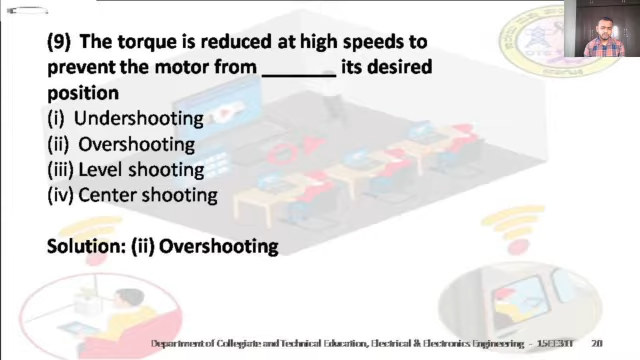 (9) The torque is reduced at high speeds to
prevent the motor from _______ its desired
position
(i) Undershooting
(ii) Overshooting
(iii) Level shooting
(iv) Center shooting
Solution: (ii) Overshooting
Department of Collegiate and Technical Education, Electrical & Electronics Engineering - 15EE31T 20